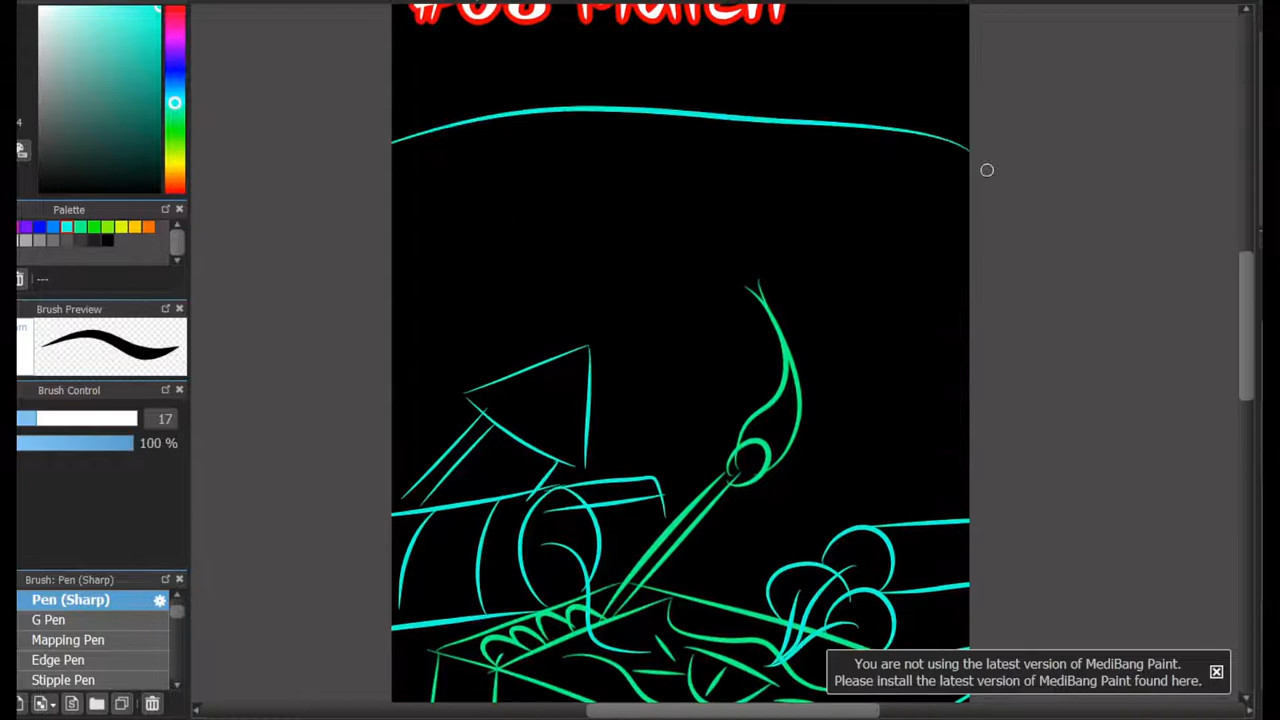 #08
4
Palette
---
Brush Preview
Brush Control
17
100 %
Brush: Pen (Sharp)
Pen (Sharp)
G Pen
Mapping Pen
Edge Pen
Stipple Pen
You are not using the latest version of MediBang Paint.
Please install the latest version of MediBang Paint found here.